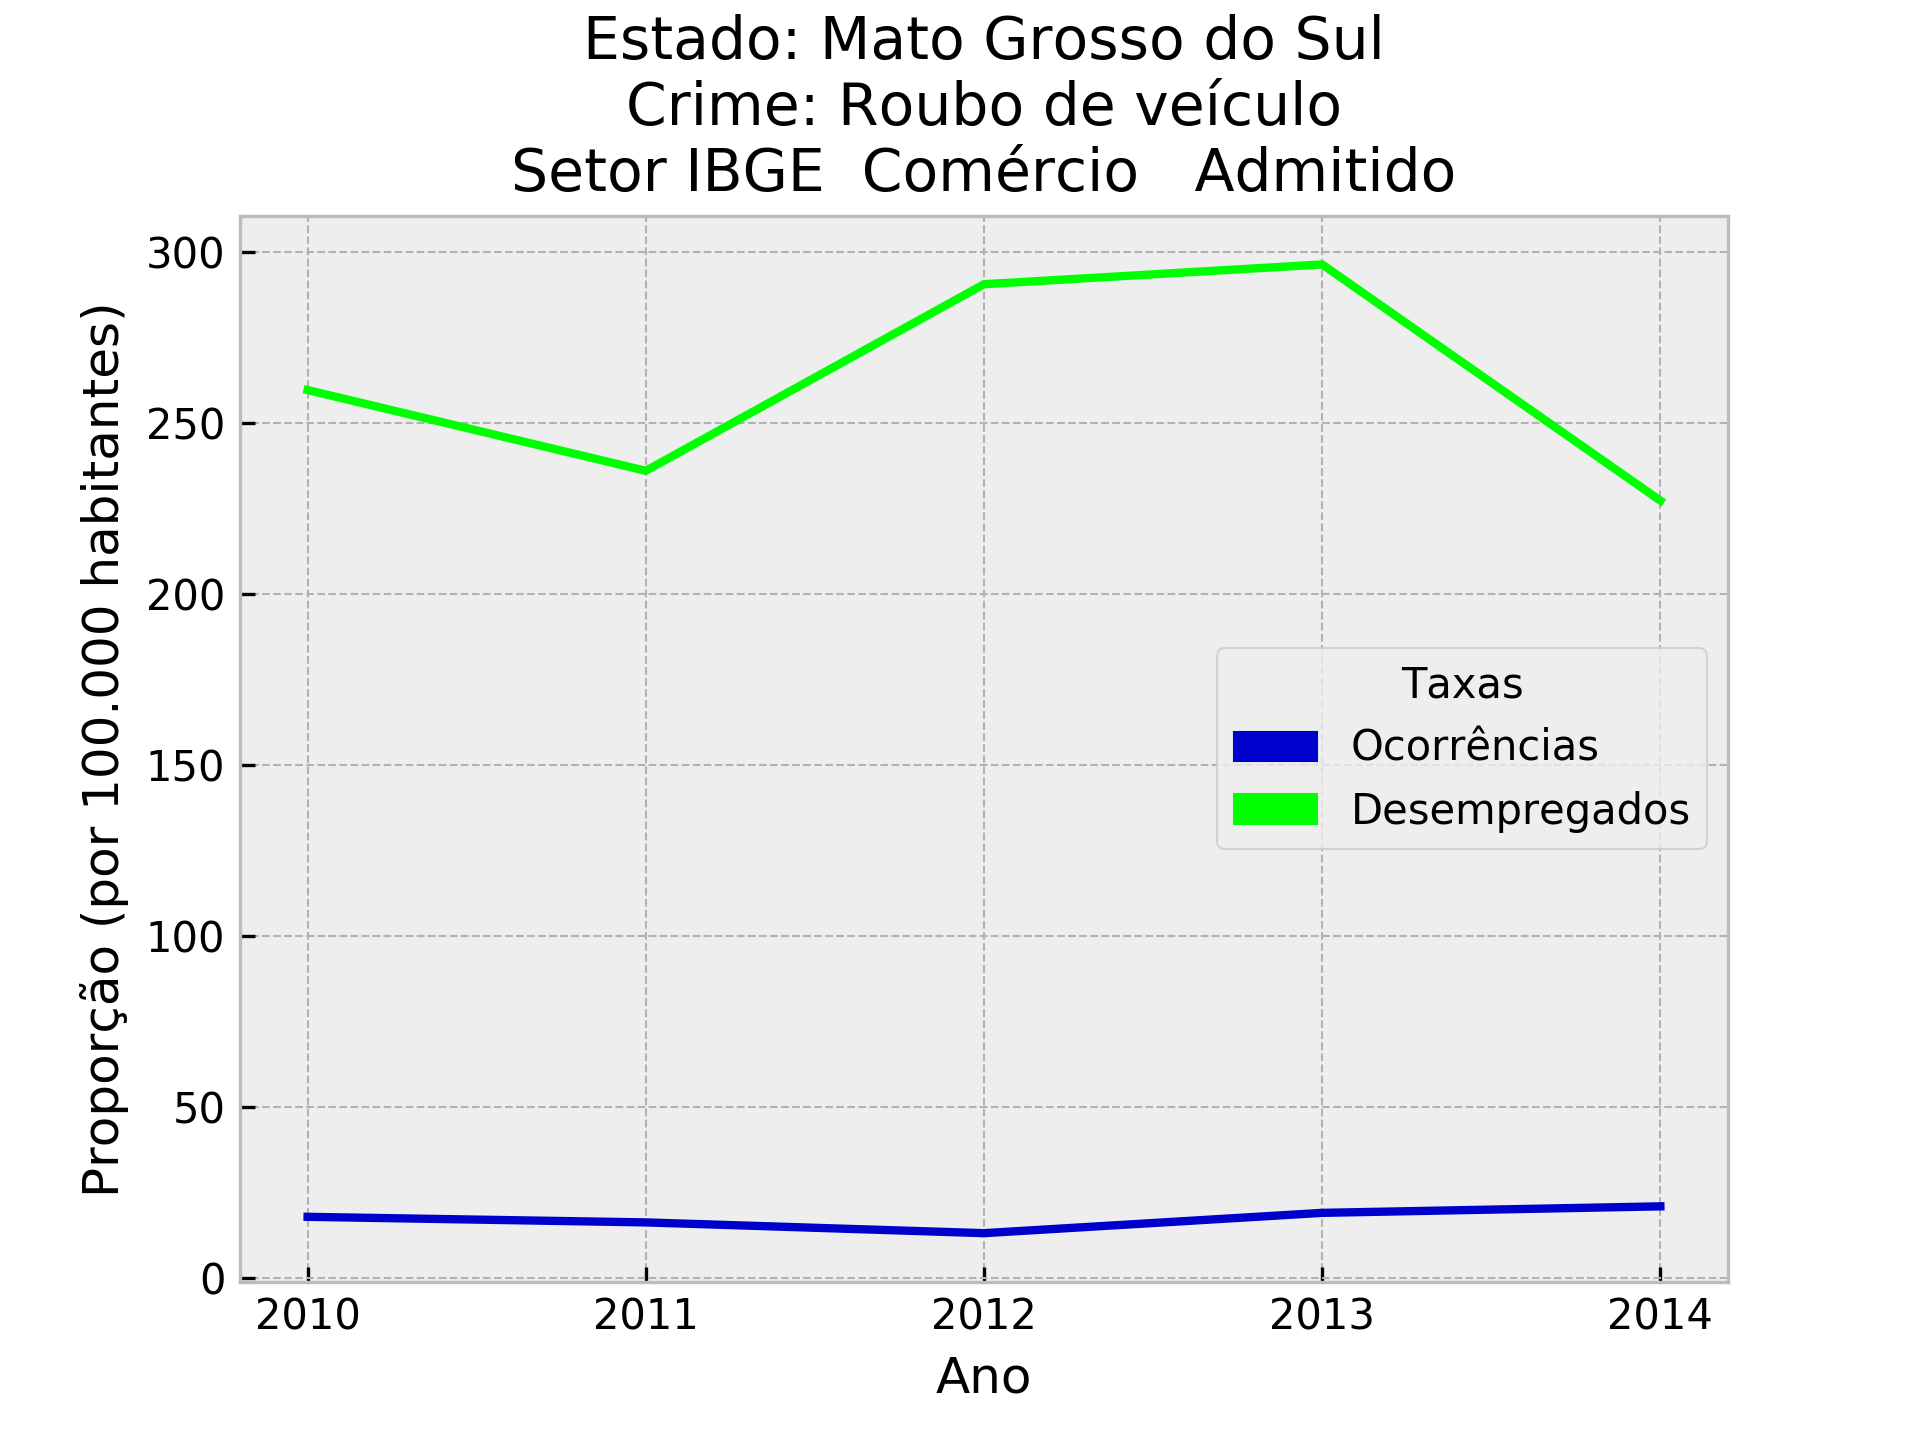 Estado: Mato Grosso do Sul
Crime: Roubo de veículo
Setor IBGE  Comércio   Admitido
Proporção (por 100.000 habitantes)
300
250
200
150
100
50
0
Taxas
Ocorrências
Desempregados
2010 2011 2012 2013 2014
Ano